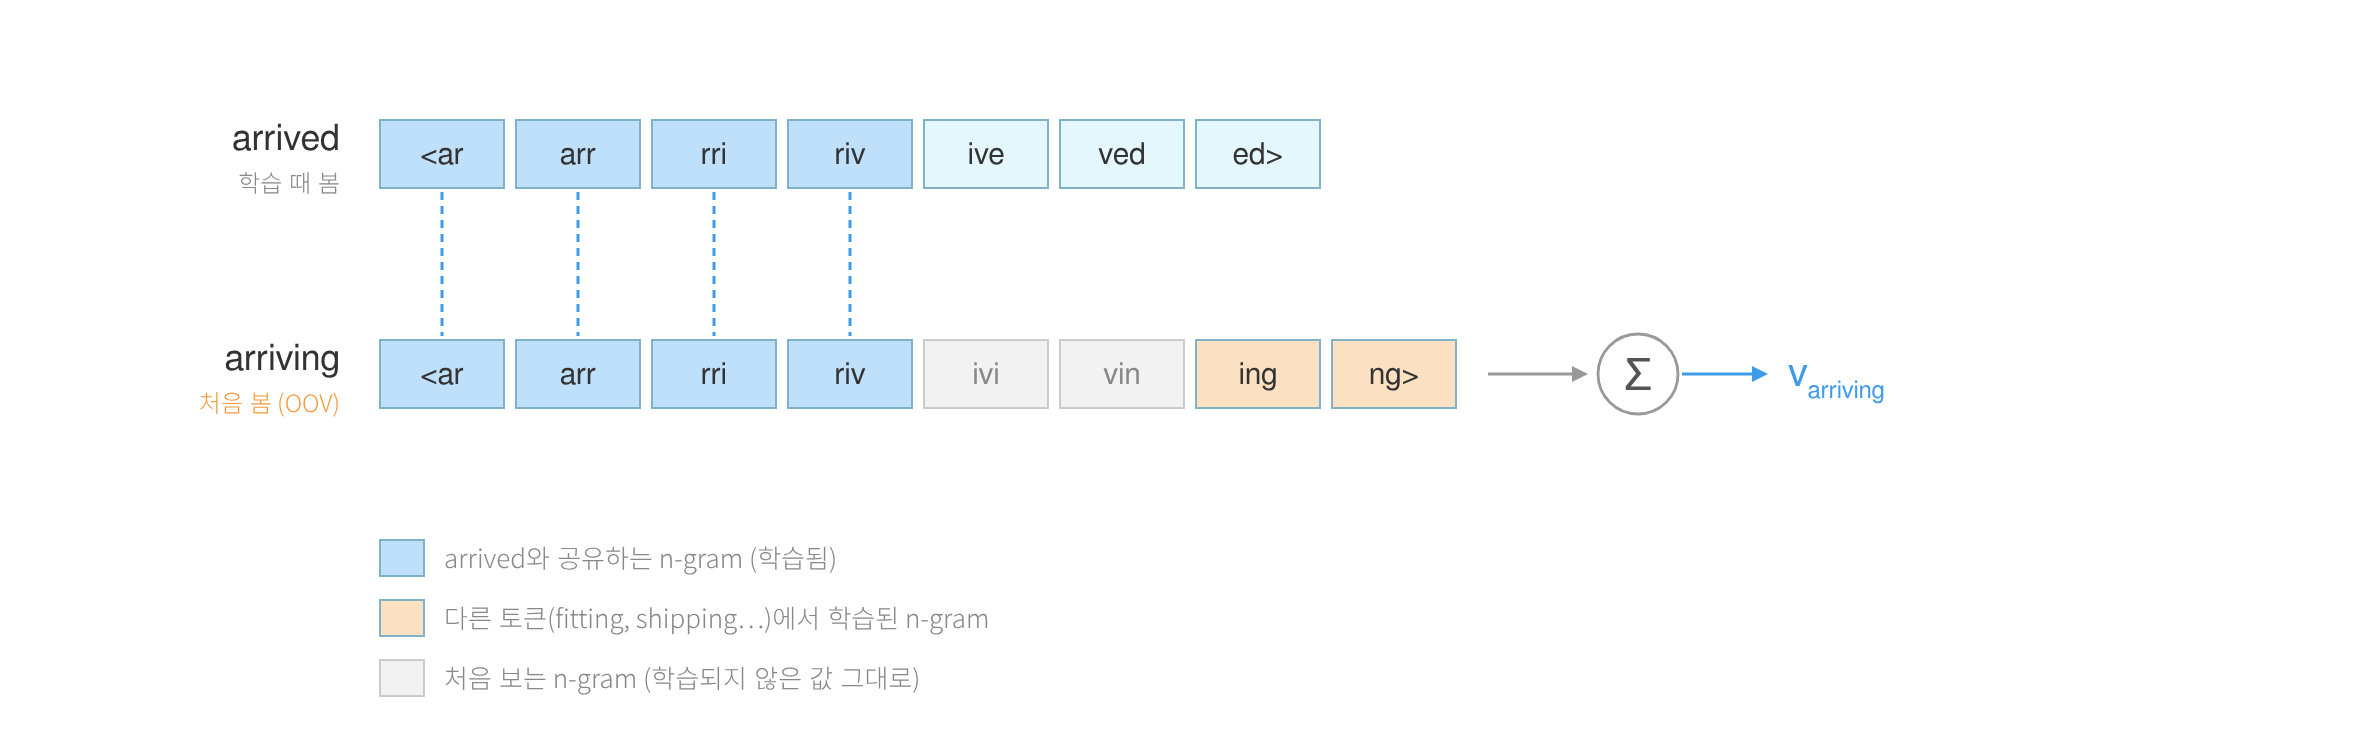 arrived
학습 때 봄
<ar arr rri riv ive ved ed>
arriving
처음 봄 (OOV)
<ar arr rri riv ivi vin ing ng>
Σ
v arriving
arrived와 공유하는 n-gram (학습됨)
다른 토큰(fitting, shipping…)에서 학습된 n-gram
처음 보는 n-gram (학습되지 않은 값 그대로)